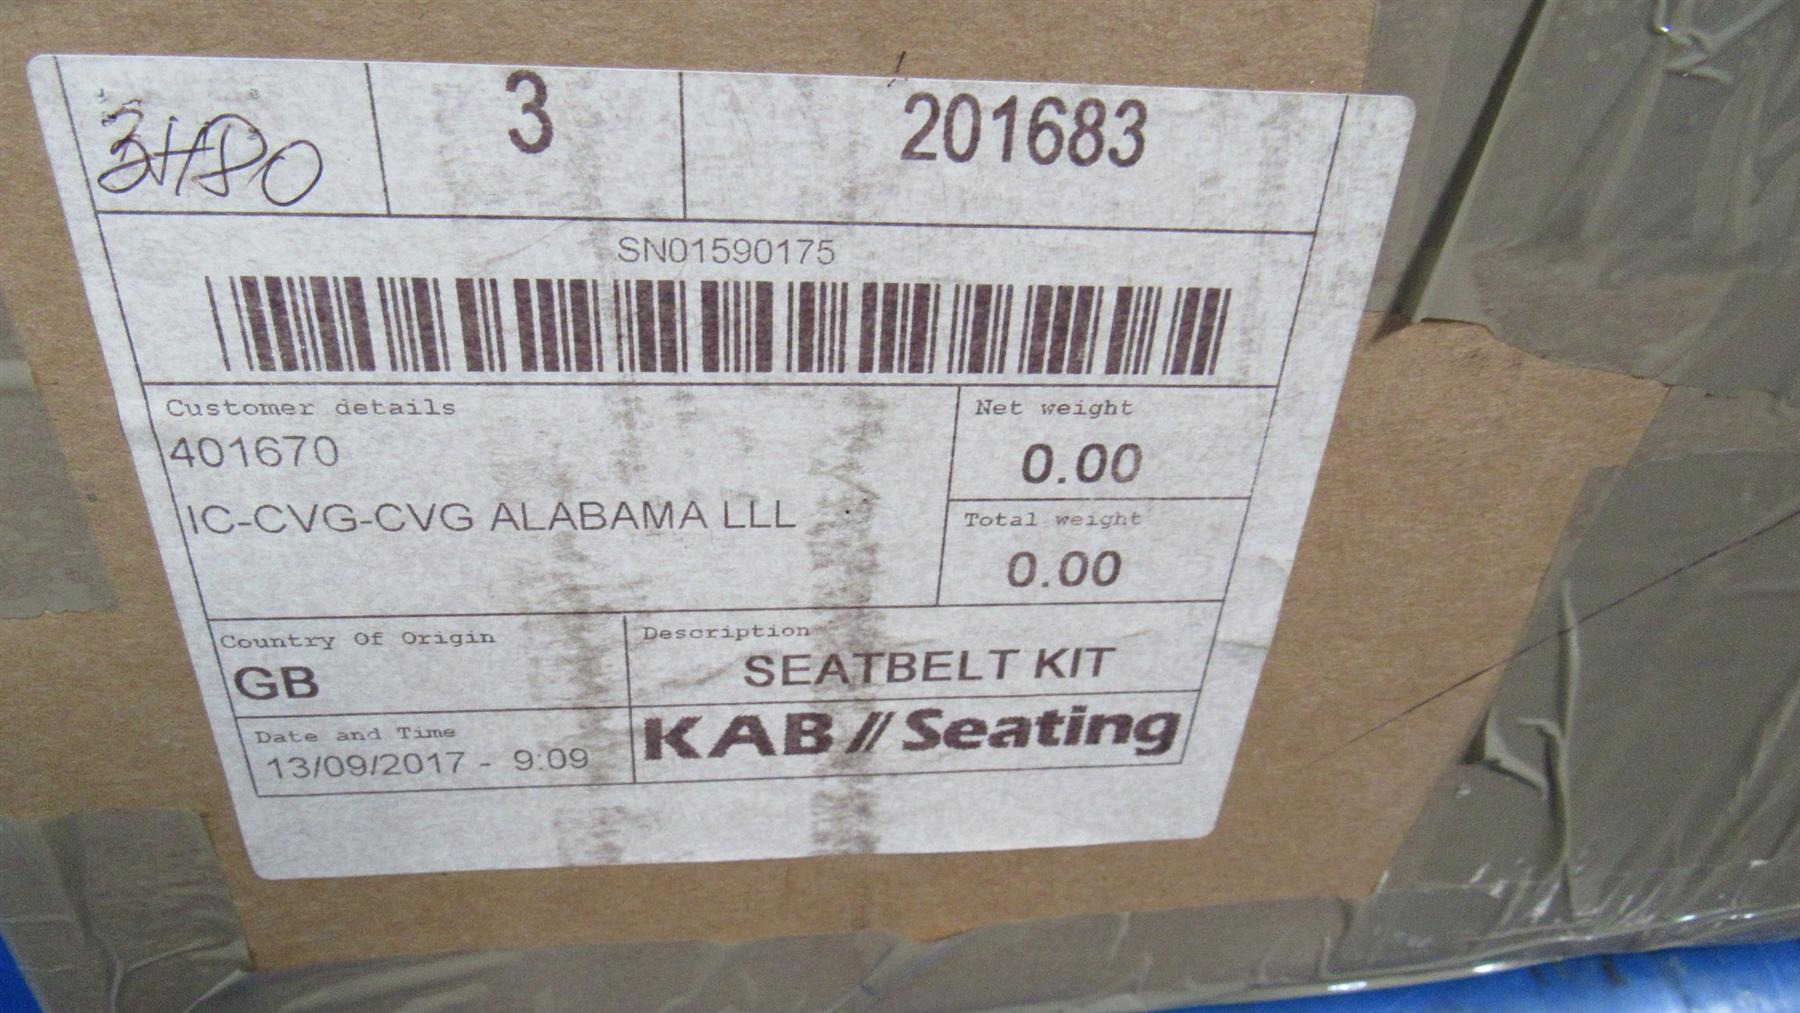 3 201683
SN01590175
Customer details
401670
IC-CVG-CVG ALABAMA LLL
Net weight
0.00
Total weight
0.00
Country Of Origin
GB
Description
SEATBELT KIT
Date and Time
13/09/2017 - 9:09
KAB//Seating